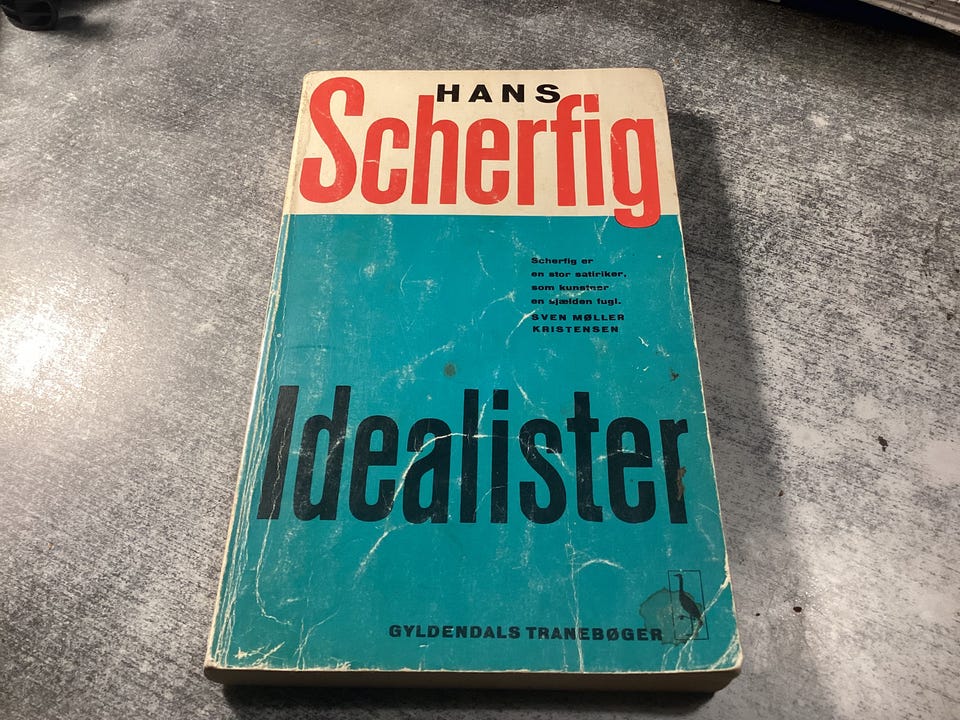 HANS
Scherfig
Scherfig er
en stor satiriker,
som kunstner
en sjælden fugl.
SVEN MØLLER
KRISTENSEN
Idealister
GYLDENDALS TRANEBØGER